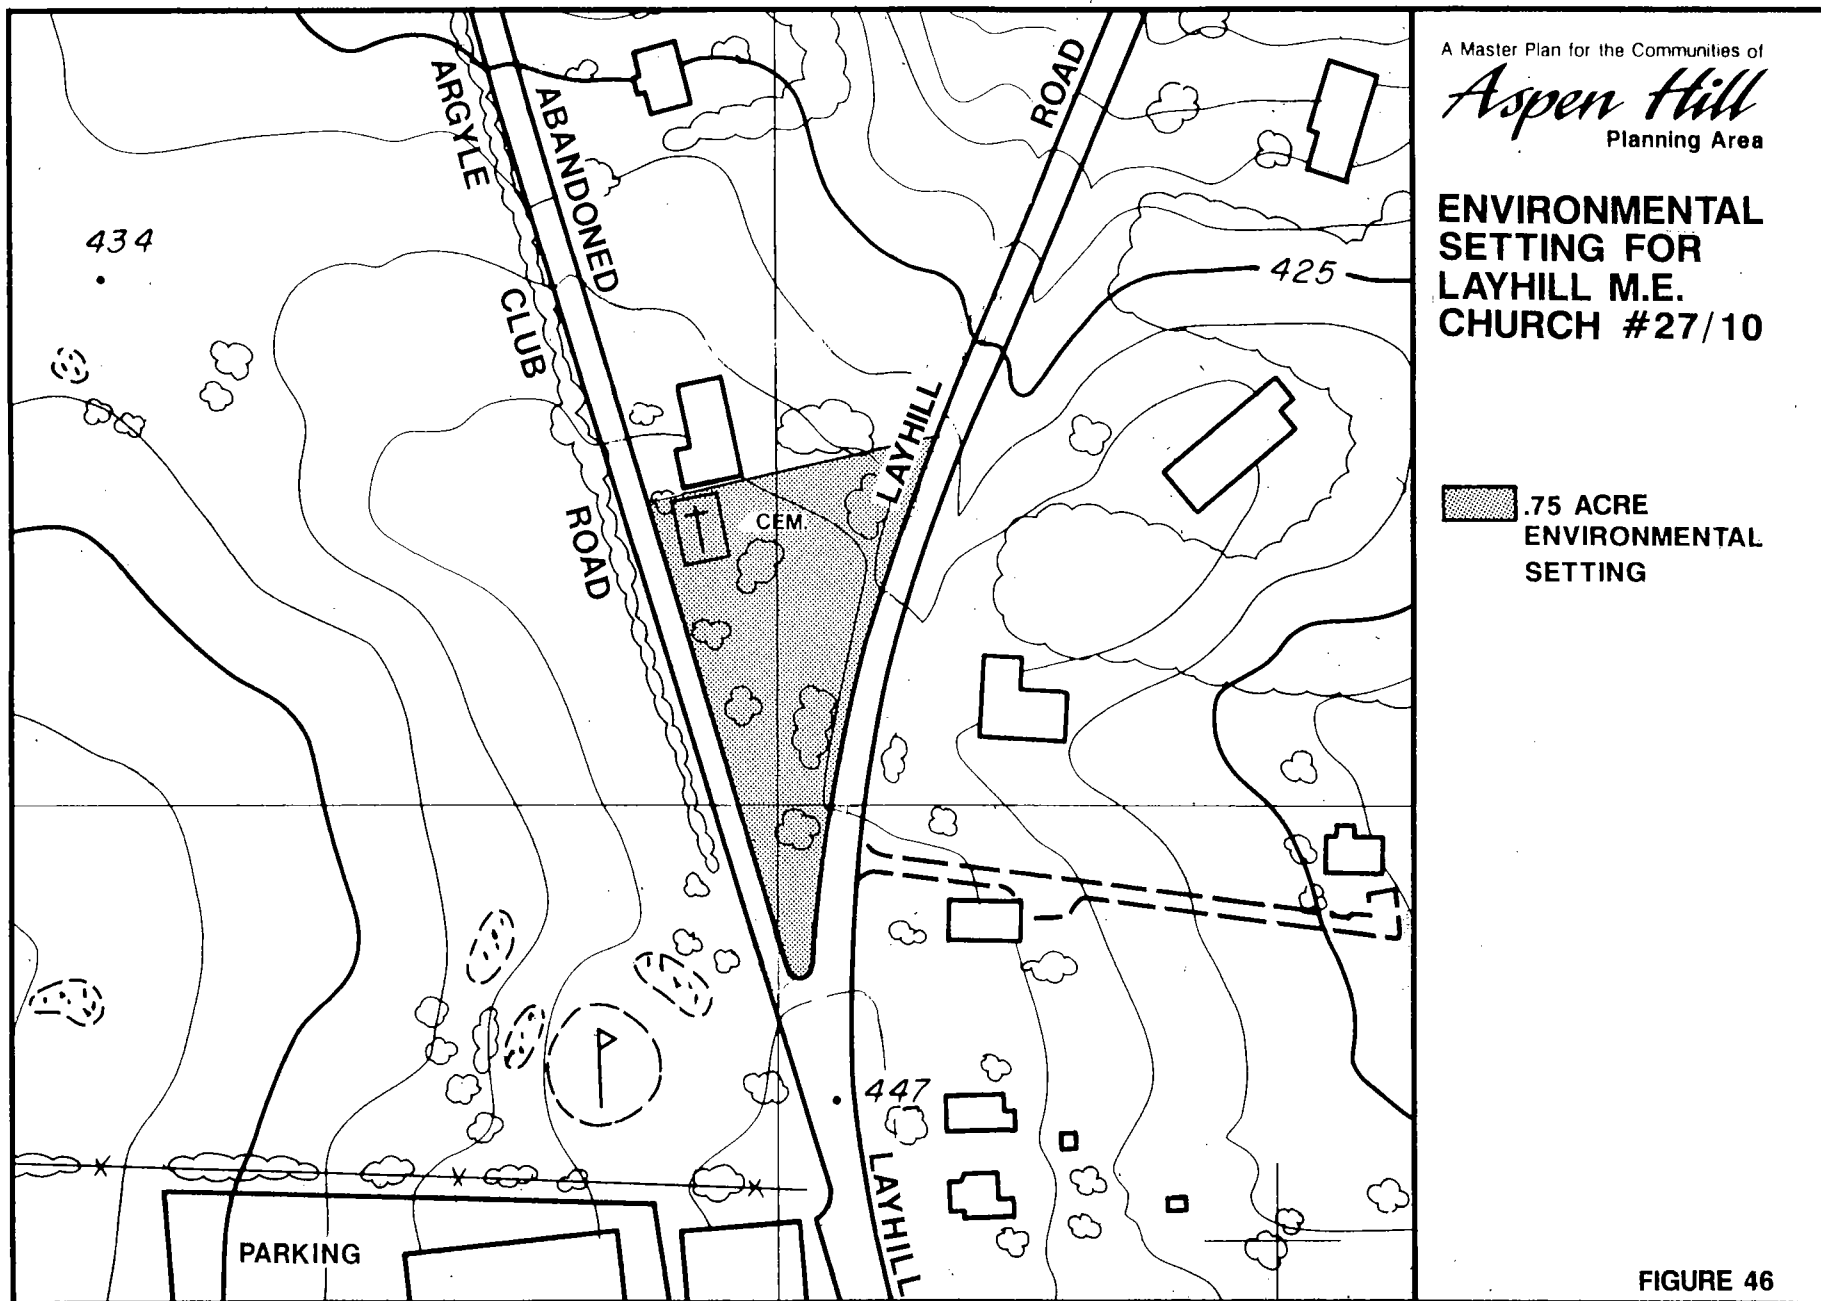 A Master Plan for the Communities of
Aspen Hill
Planning Area
ENVIRONMENTAL
SETTING FOR
LAYHILL M.E.
CHURCH #27/10
.75 ACRE
ENVIRONMENTAL
SETTING
ARGYLE
CLUB
ROAD
ABANDONED
LAYHILL
ROAD
434
425
CEM.
447
LAYHILL
PARKING
FIGURE 46